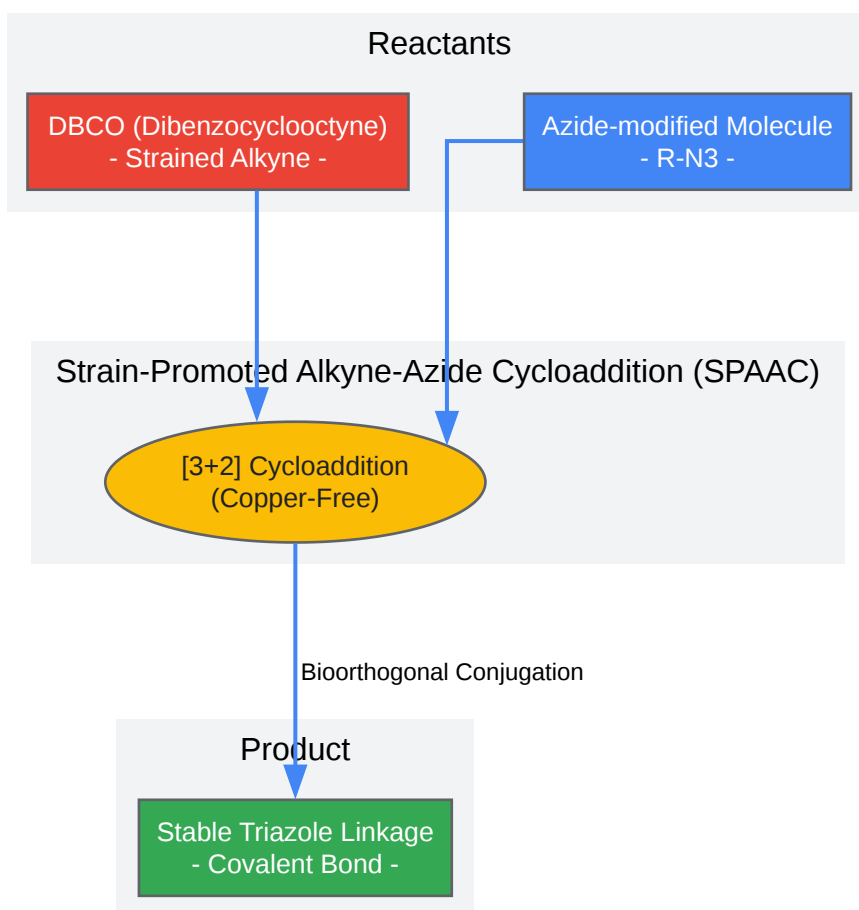 Reactants
DBCO (Dibenzocyclooctyne)
- Strained Alkyne -
Azide-modified Molecule
- R-N3 -
Strain-Promoted Alkyne-Azide Cycloaddition (SPAAC)
[3+2] Cycloaddition
(Copper-Free)
Bioorthogonal Conjugation
Product
Stable Triazole Linkage
- Covalent Bond -